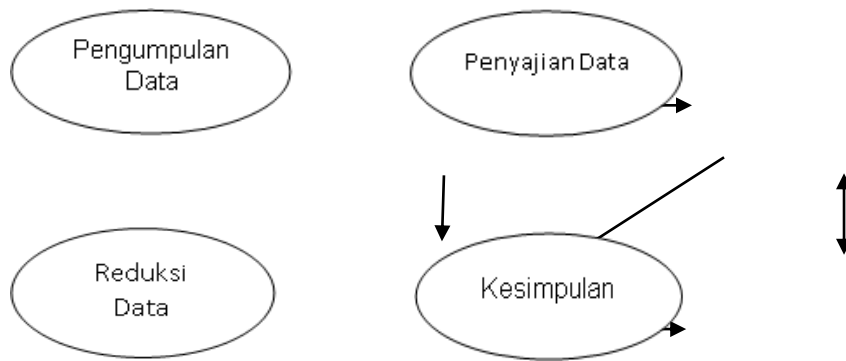 Pengumpulan
Data
Penyajian Data
Reduksi
Data
Kesimpulan